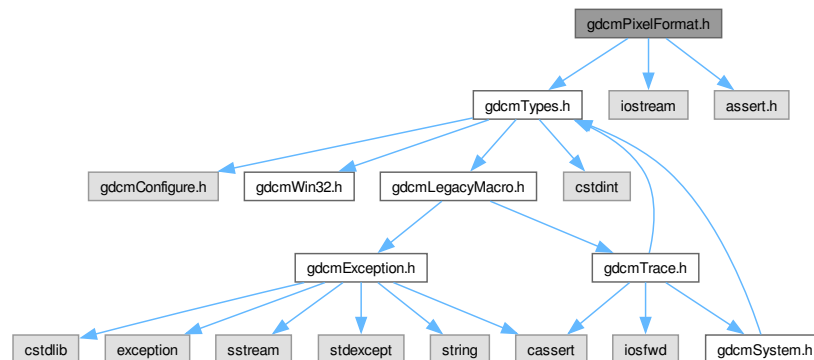 gdcmPixelFormat.h
gdcmTypes.h
iostream
assert.h
gdcmConfigure.h
gdcmWin32.h
gdcmLegacyMacro.h
cstdint
gdcmException.h
gdcmTrace.h
cstdlib
exception
sstream
stdexcept
string
cassert
iosfwd
gdcmSystem.h